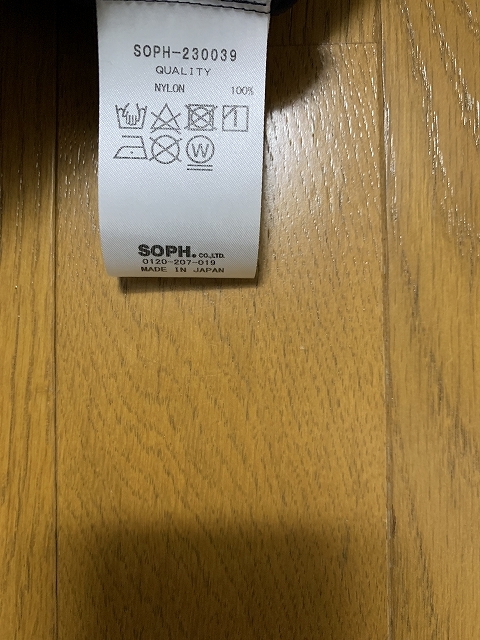 SOPH-230039
QUALITY
NYLON 100%
W
SOPH. CO.,LTD.
0120-207-019
MADE IN JAPAN